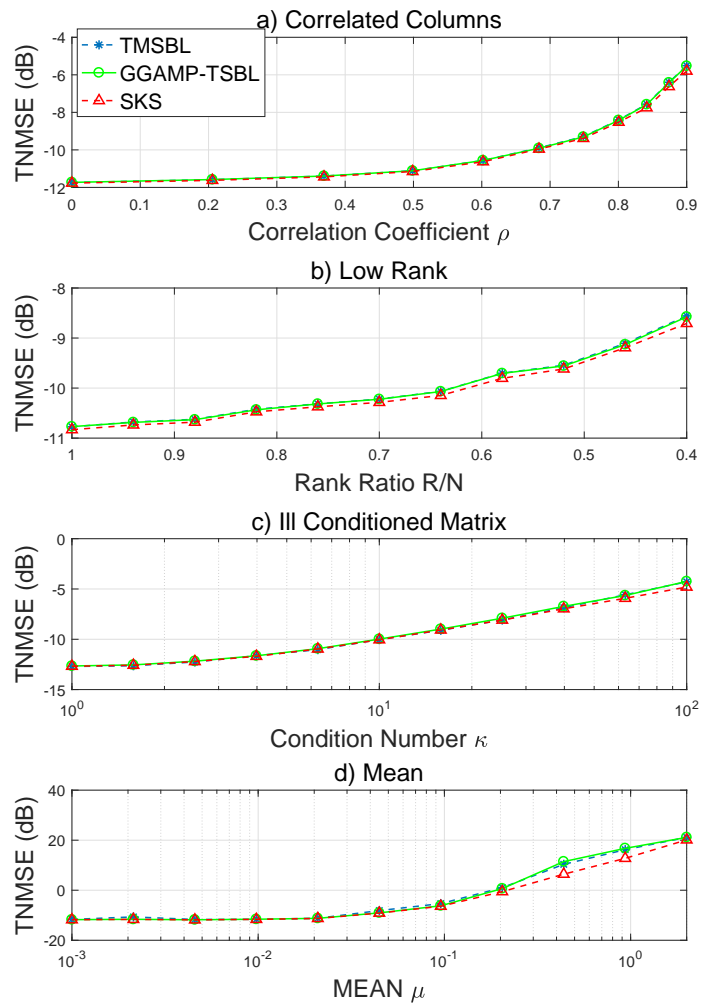 a) Correlated Columns
TNMSE (dB)
-4
-6
-8
-10
-12
TMSBL
GGAMP-TSBL
SKS
0 0.1 0.2 0.3 0.4 0.5 0.6 0.7 0.8 0.9
Correlation Coefficient ρ
b) Low Rank
TNMSE (dB)
-8
-9
-10
-11
1 0.9 0.8 0.7 0.6 0.5 0.4
Rank Ratio R/N
c) Ill Conditioned Matrix
TNMSE (dB)
0
-5
-10
-15
10^0 10^1 10^2
Condition Number κ
d) Mean
TNMSE (dB)
40
20
0
-20
10^-3 10^-2 10^-1 10^0
MEAN μ